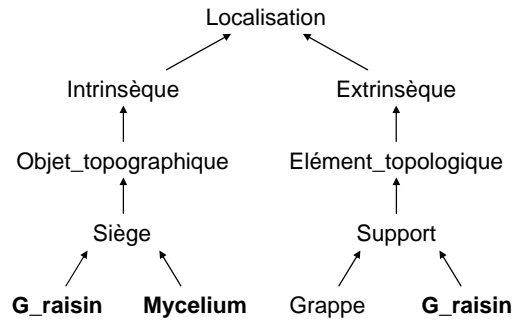 Localisation
Intrinsèque Extrinsèque
Objet_topographique Elément_topologique
Siège Support
G_raisin Mycelium Grappe G_raisin